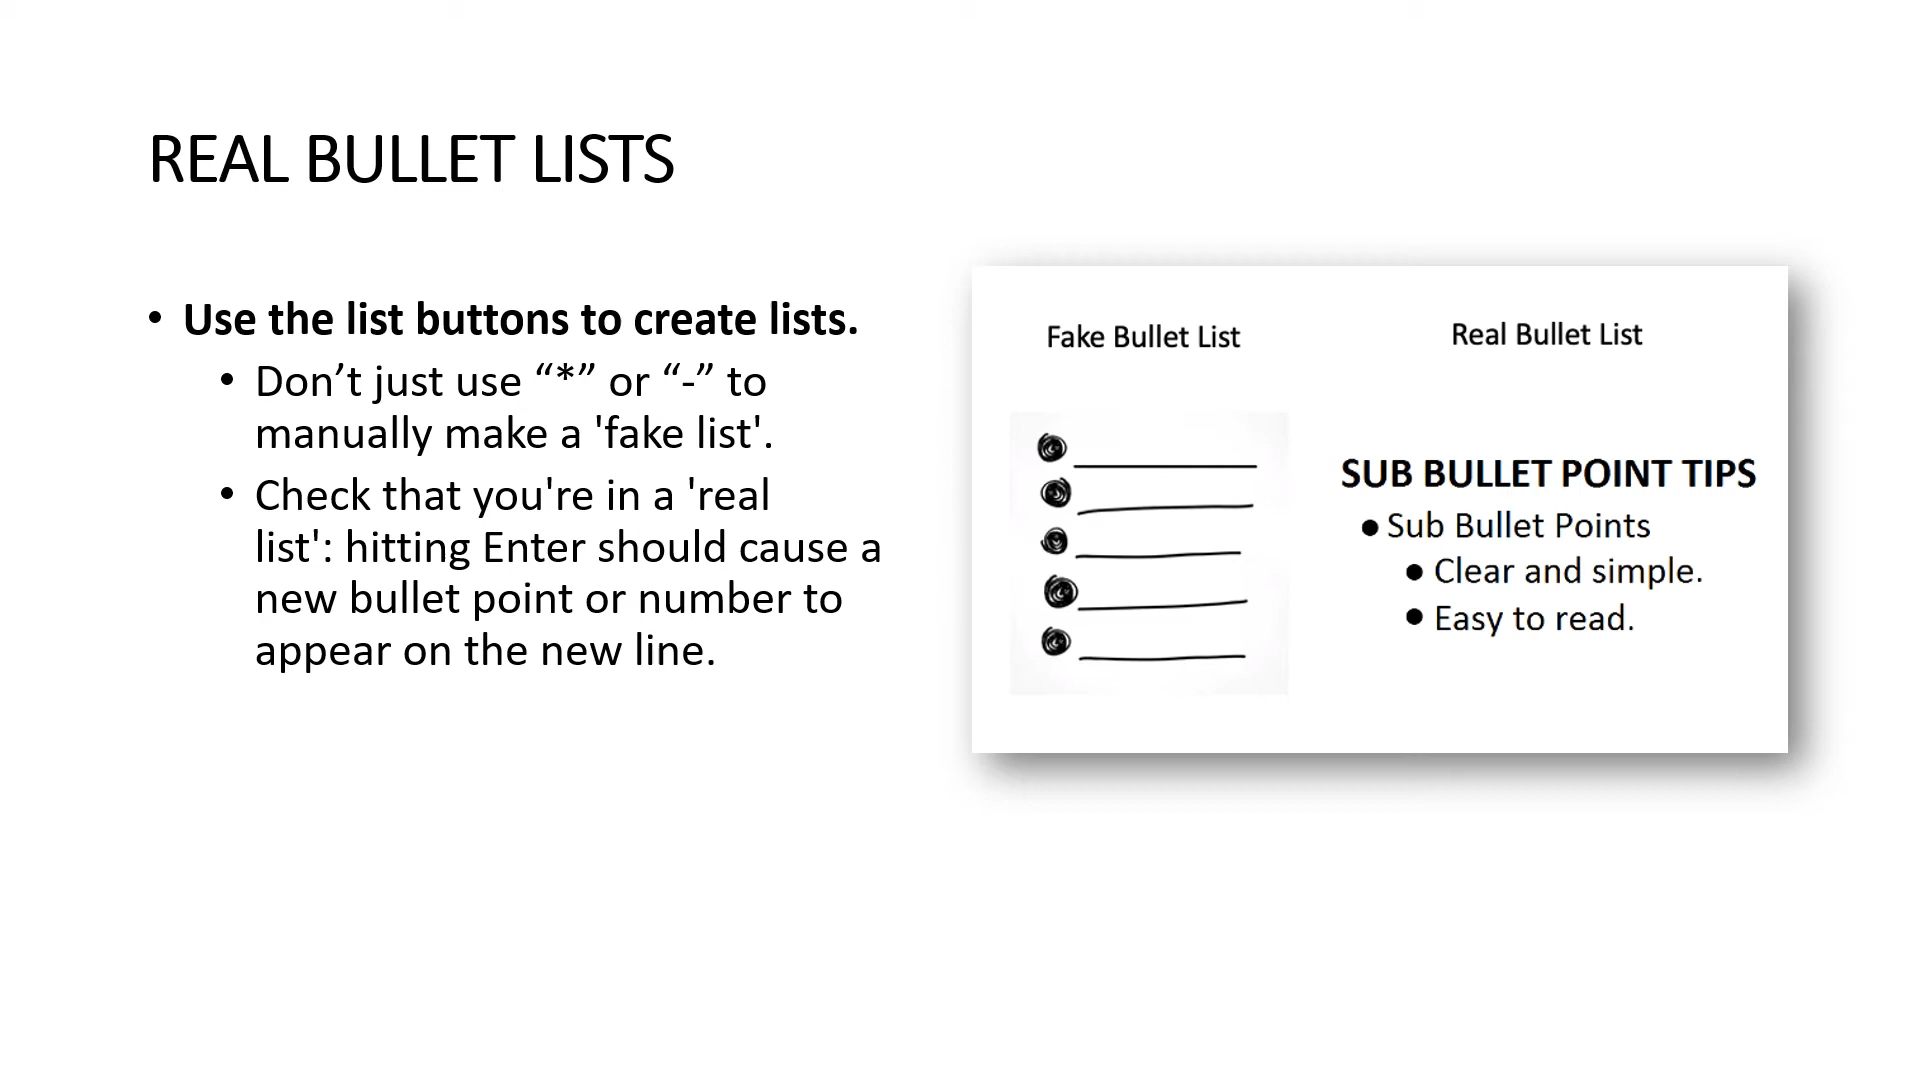 REAL BULLET LISTS
• Use the list buttons to create lists.
• Don’t just use “*” or “-” to
manually make a 'fake list'.
• Check that you're in a 'real
list': hitting Enter should cause a
new bullet point or number to
appear on the new line.
Fake Bullet List
Real Bullet List
SUB BULLET POINT TIPS
● Sub Bullet Points
● Clear and simple.
● Easy to read.